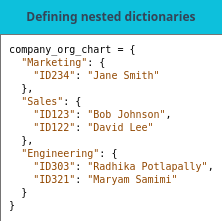 Defining nested dictionaries
company_org_chart = {
  "Marketing": {
    "ID234": "Jane Smith"
  },
  "Sales": {
    "ID123": "Bob Johnson",
    "ID122": "David Lee"
  },
  "Engineering": {
    "ID303": "Radhika Potlapally",
    "ID321": "Maryam Samimi"
  }
}